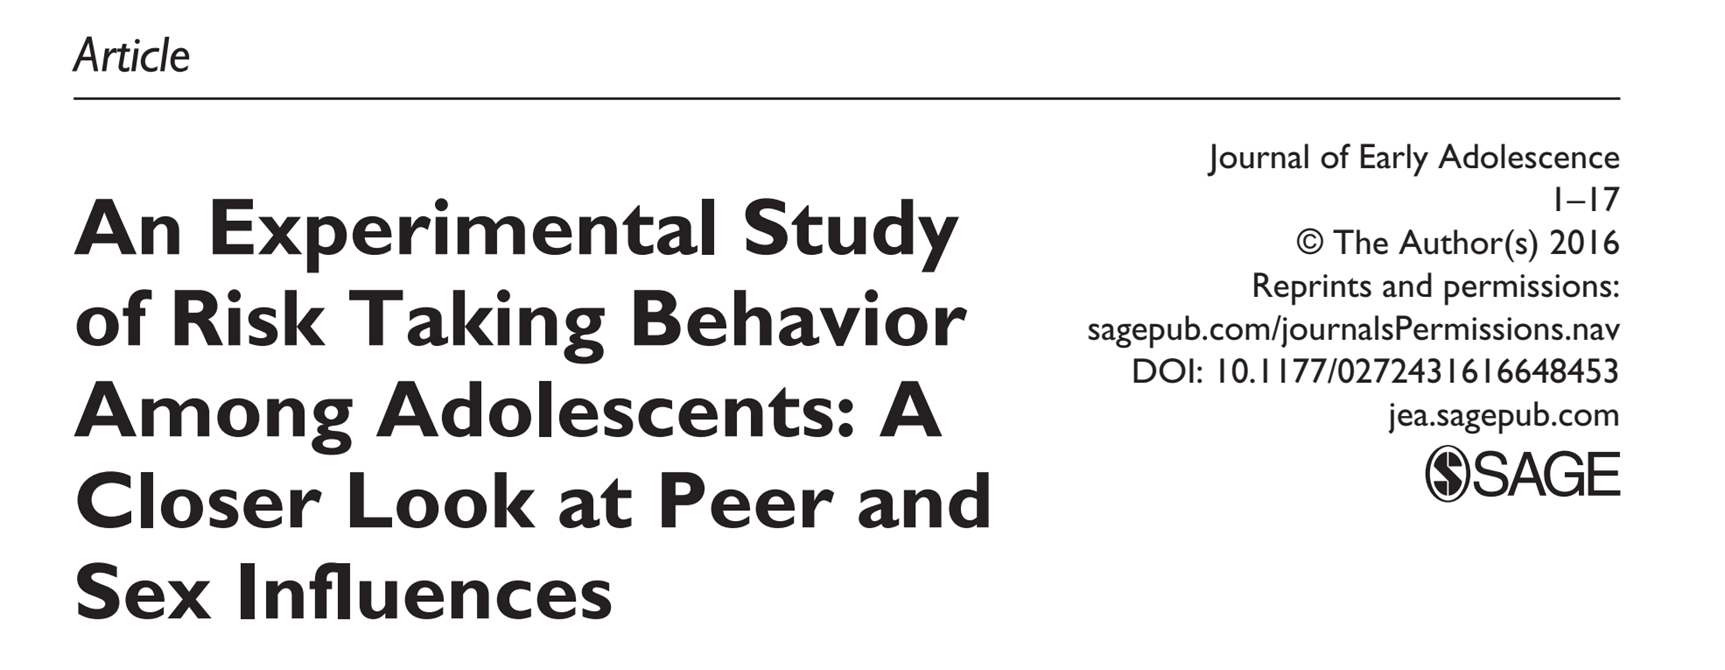 Article
An Experimental Study
of Risk Taking Behavior
Among Adolescents: A
Closer Look at Peer and
Sex Influences
Journal of Early Adolescence
1–17
© The Author(s) 2016
Reprints and permissions:
sagepub.com/journalsPermissions.nav
DOI: 10.1177/0272431616648453
jea.sagepub.com
SAGE